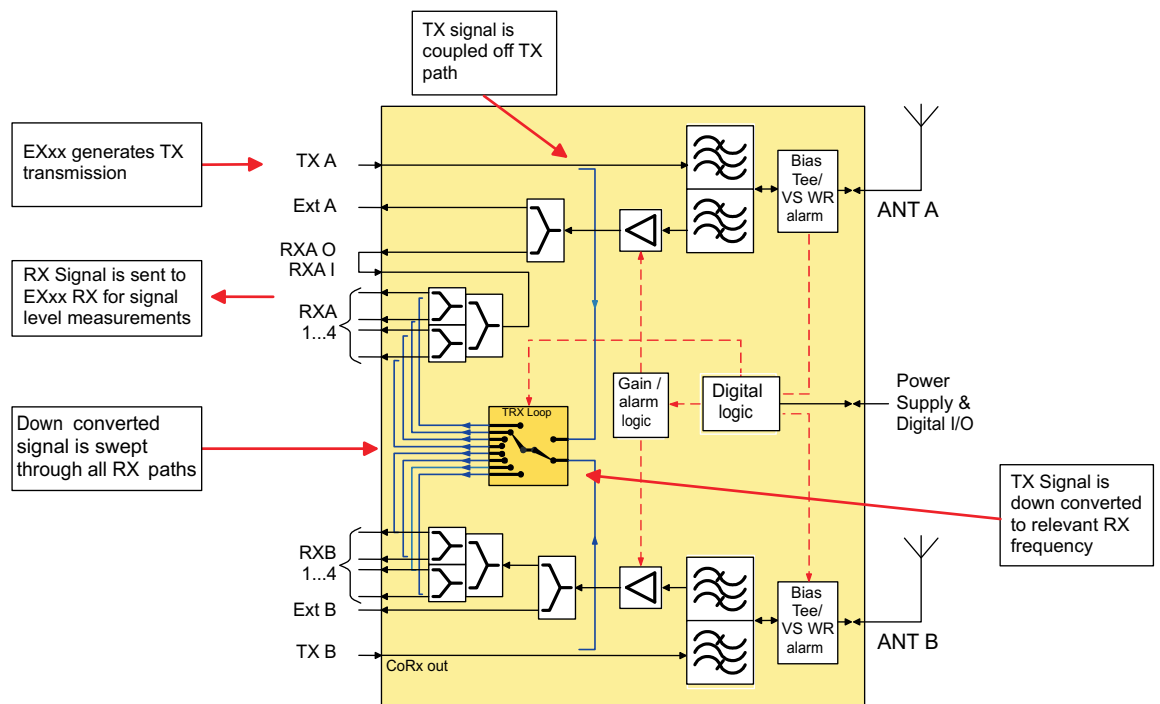 TX signal is
coupled off TX
path
EXxx generates TX
transmission
TX A
Ext A
RXA O
RXA I
RX Signal is sent to
EXxx RX for signal
level measurements
RXA
1...4
Bias
Tee/
VS WR
alarm
ANT A
Down converted
signal is swept
through all RX paths
TRX Loop
Gain /
alarm
logic
Digital
logic
Power
Supply &
Digital I/O
TX Signal is
down converted
to relevant RX
frequency
RXB
1...4
Ext B
TX B
CoRx out
Bias
Tee/
VS WR
alarm
ANT B